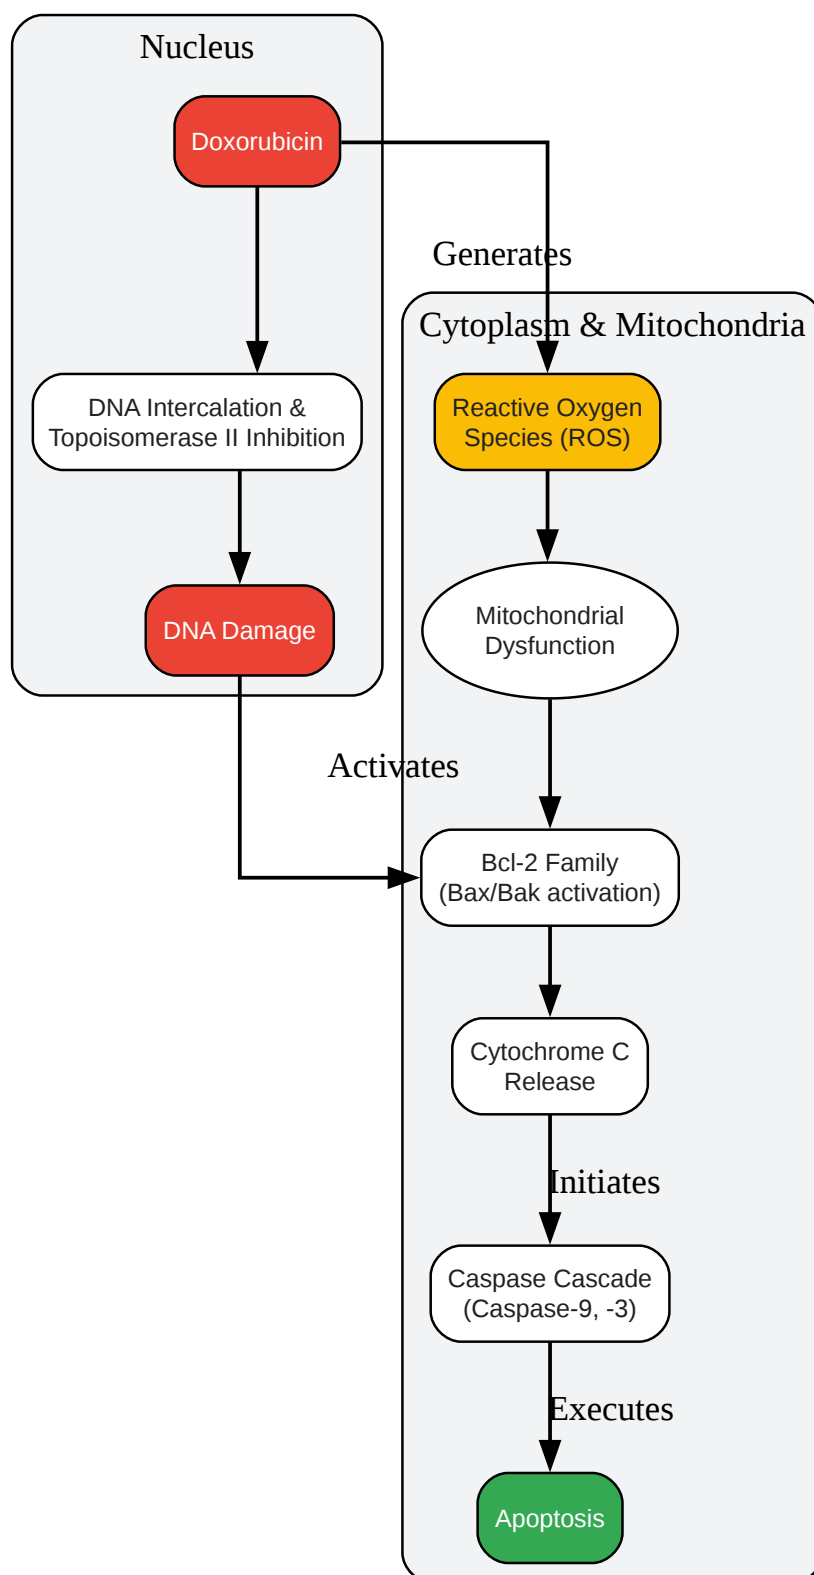 Nucleus
Doxorubicin
Generates
Cytoplasm & Mitochondria
DNA Intercalation &
Topoisomerase II Inhibition
Reactive Oxygen
Species (ROS)
DNA Damage
Mitochondrial
Dysfunction
Activates
Bcl-2 Family
(Bax/Bak activation)
Cytochrome C
Release
Initiates
Caspase Cascade
(Caspase-9, -3)
Executes
Apoptosis